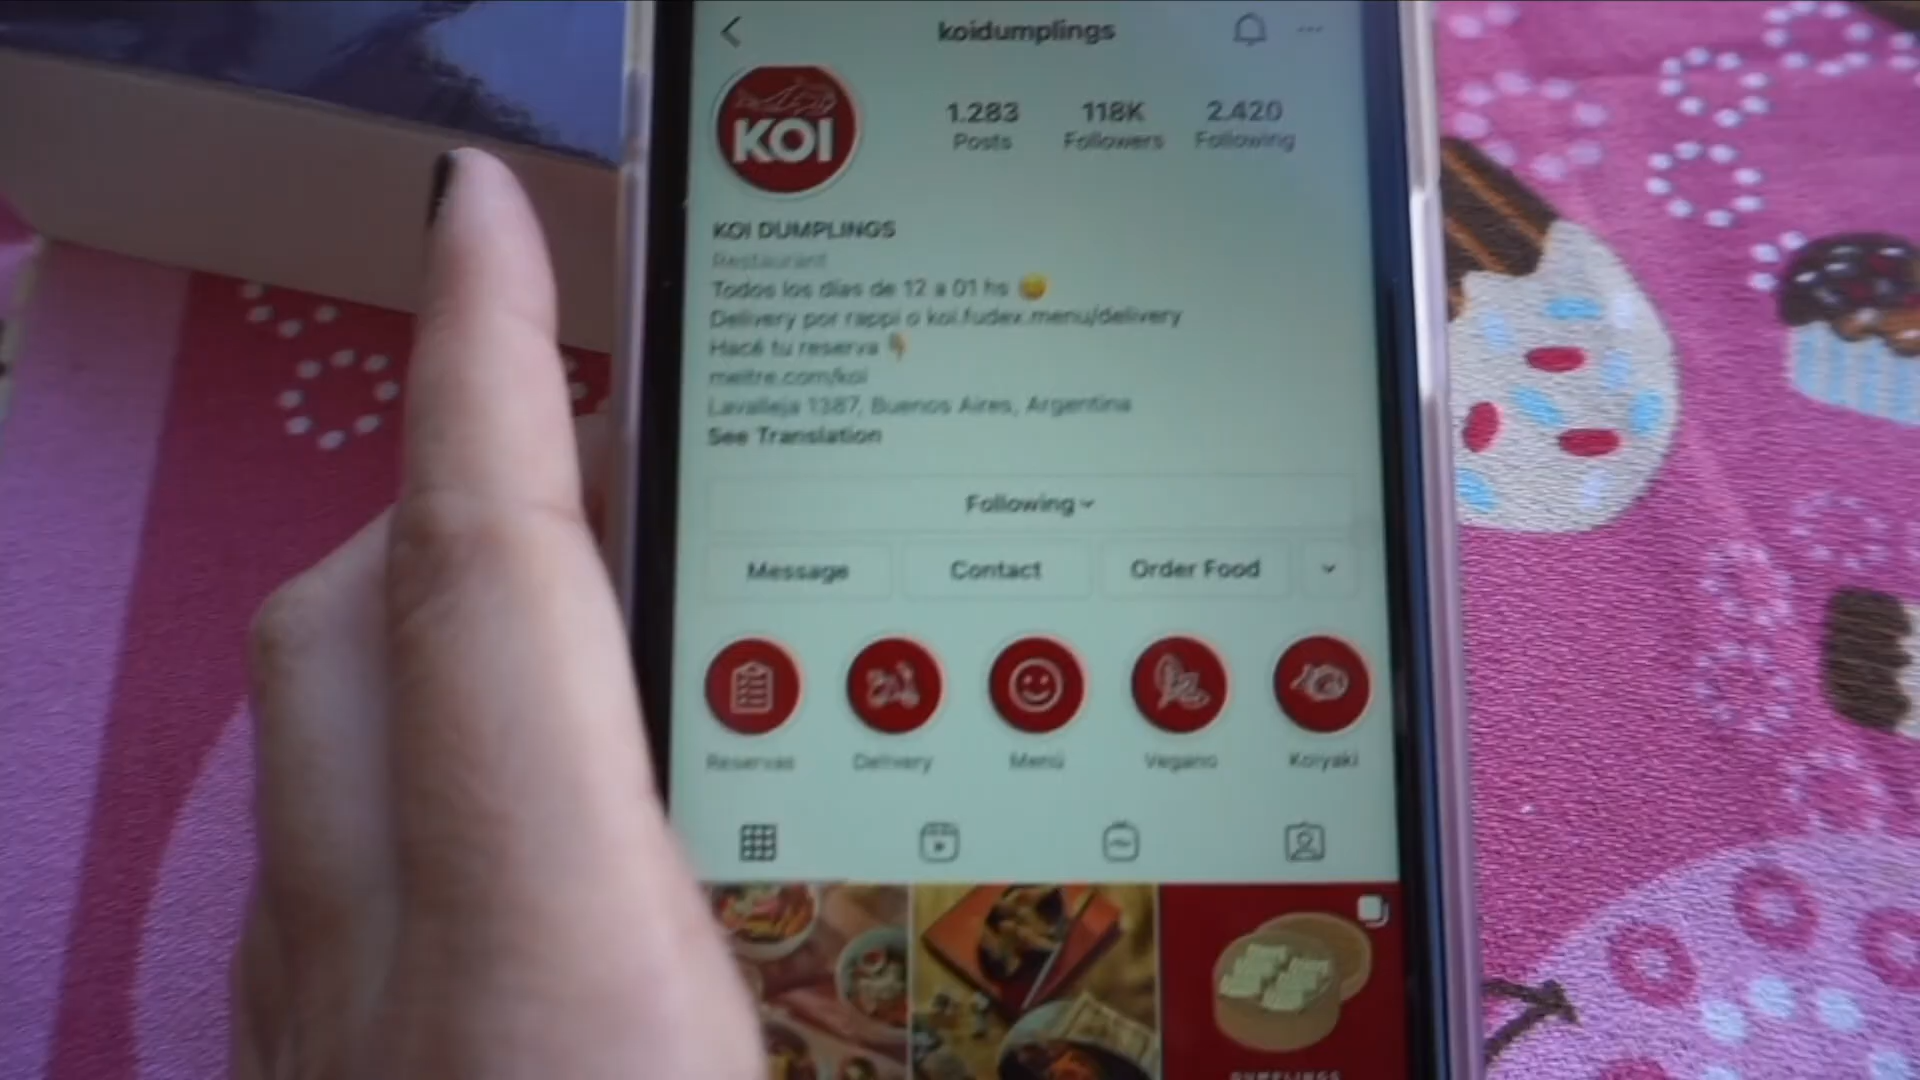 koidumplings
KOI
1.283 118K 2.420
Posts Followers Following
KOI DUMPLINGS
Restaurant
Todos los días de 12 a 01 hs
Delivery por rappi o koi.fudex.menu/delivery
Hacé tu reserva
meitre.com/koi
Lavalleja 1387, Buenos Aires, Argentina
See Translation
Following
Message Contact Order Food
Reservas Delivery Menú Vegano Koiyaki
DUMPLINGS